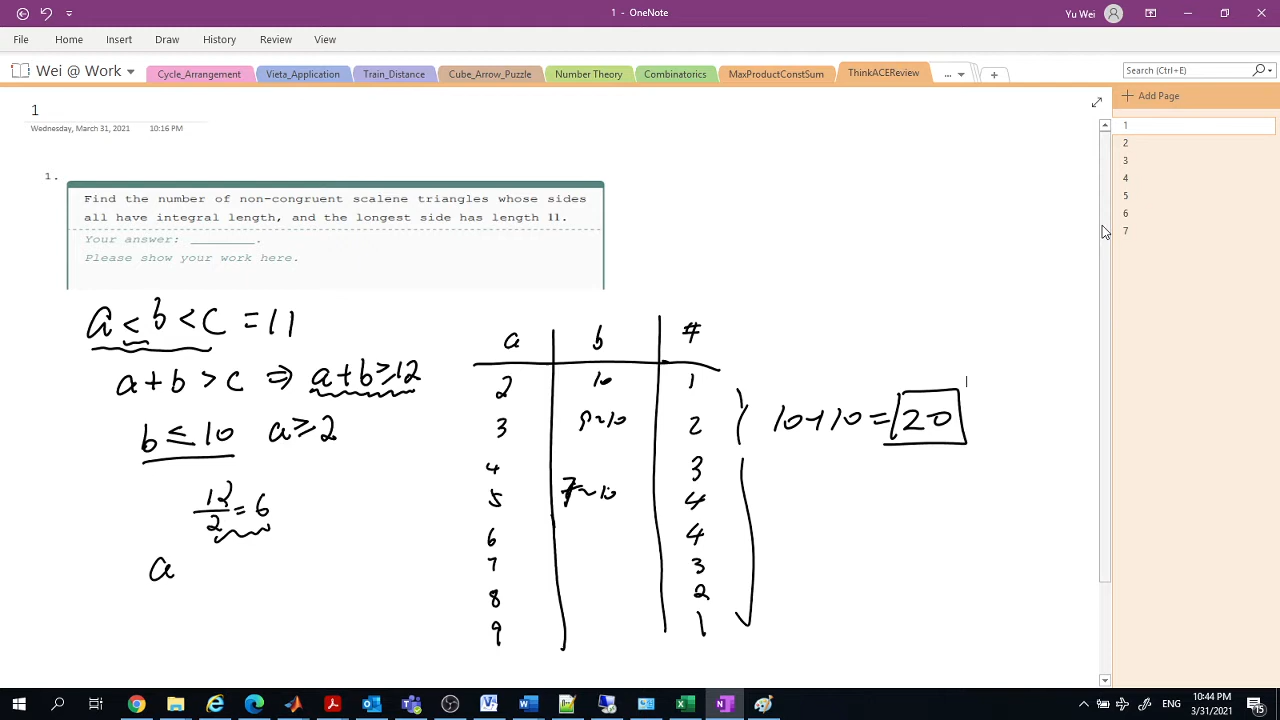 1 - OneNote
Yu Wei
File Home Insert Draw History Review View
Wei @ Work
Cycle_Arrangement Vieta_Application Train_Distance Cube_Arrow_Puzzle Number Theory Combinatorics MaxProductConstSum ThinkACEReview ... +
Search (Ctrl+E)
Add Page
1
2
3
4
5
6
7
1
Wednesday, March 31, 2021 10:16 PM
1.
Find the number of non-congruent scalene triangles whose sides
all have integral length, and the longest side has length 11.
Your answer: ________.
Please show your work here.
a < b < c = 11
a + b > c ⇒ a + b ≥ 12
b ≤ 10 a ≥ 2
12/2 = 6
a
a b #
2 10 1
3 9~10 2
4 3
5 7~10 4
6 4
7 3
8 2
9 1
10+10=20
10:44 PM
3/31/2021